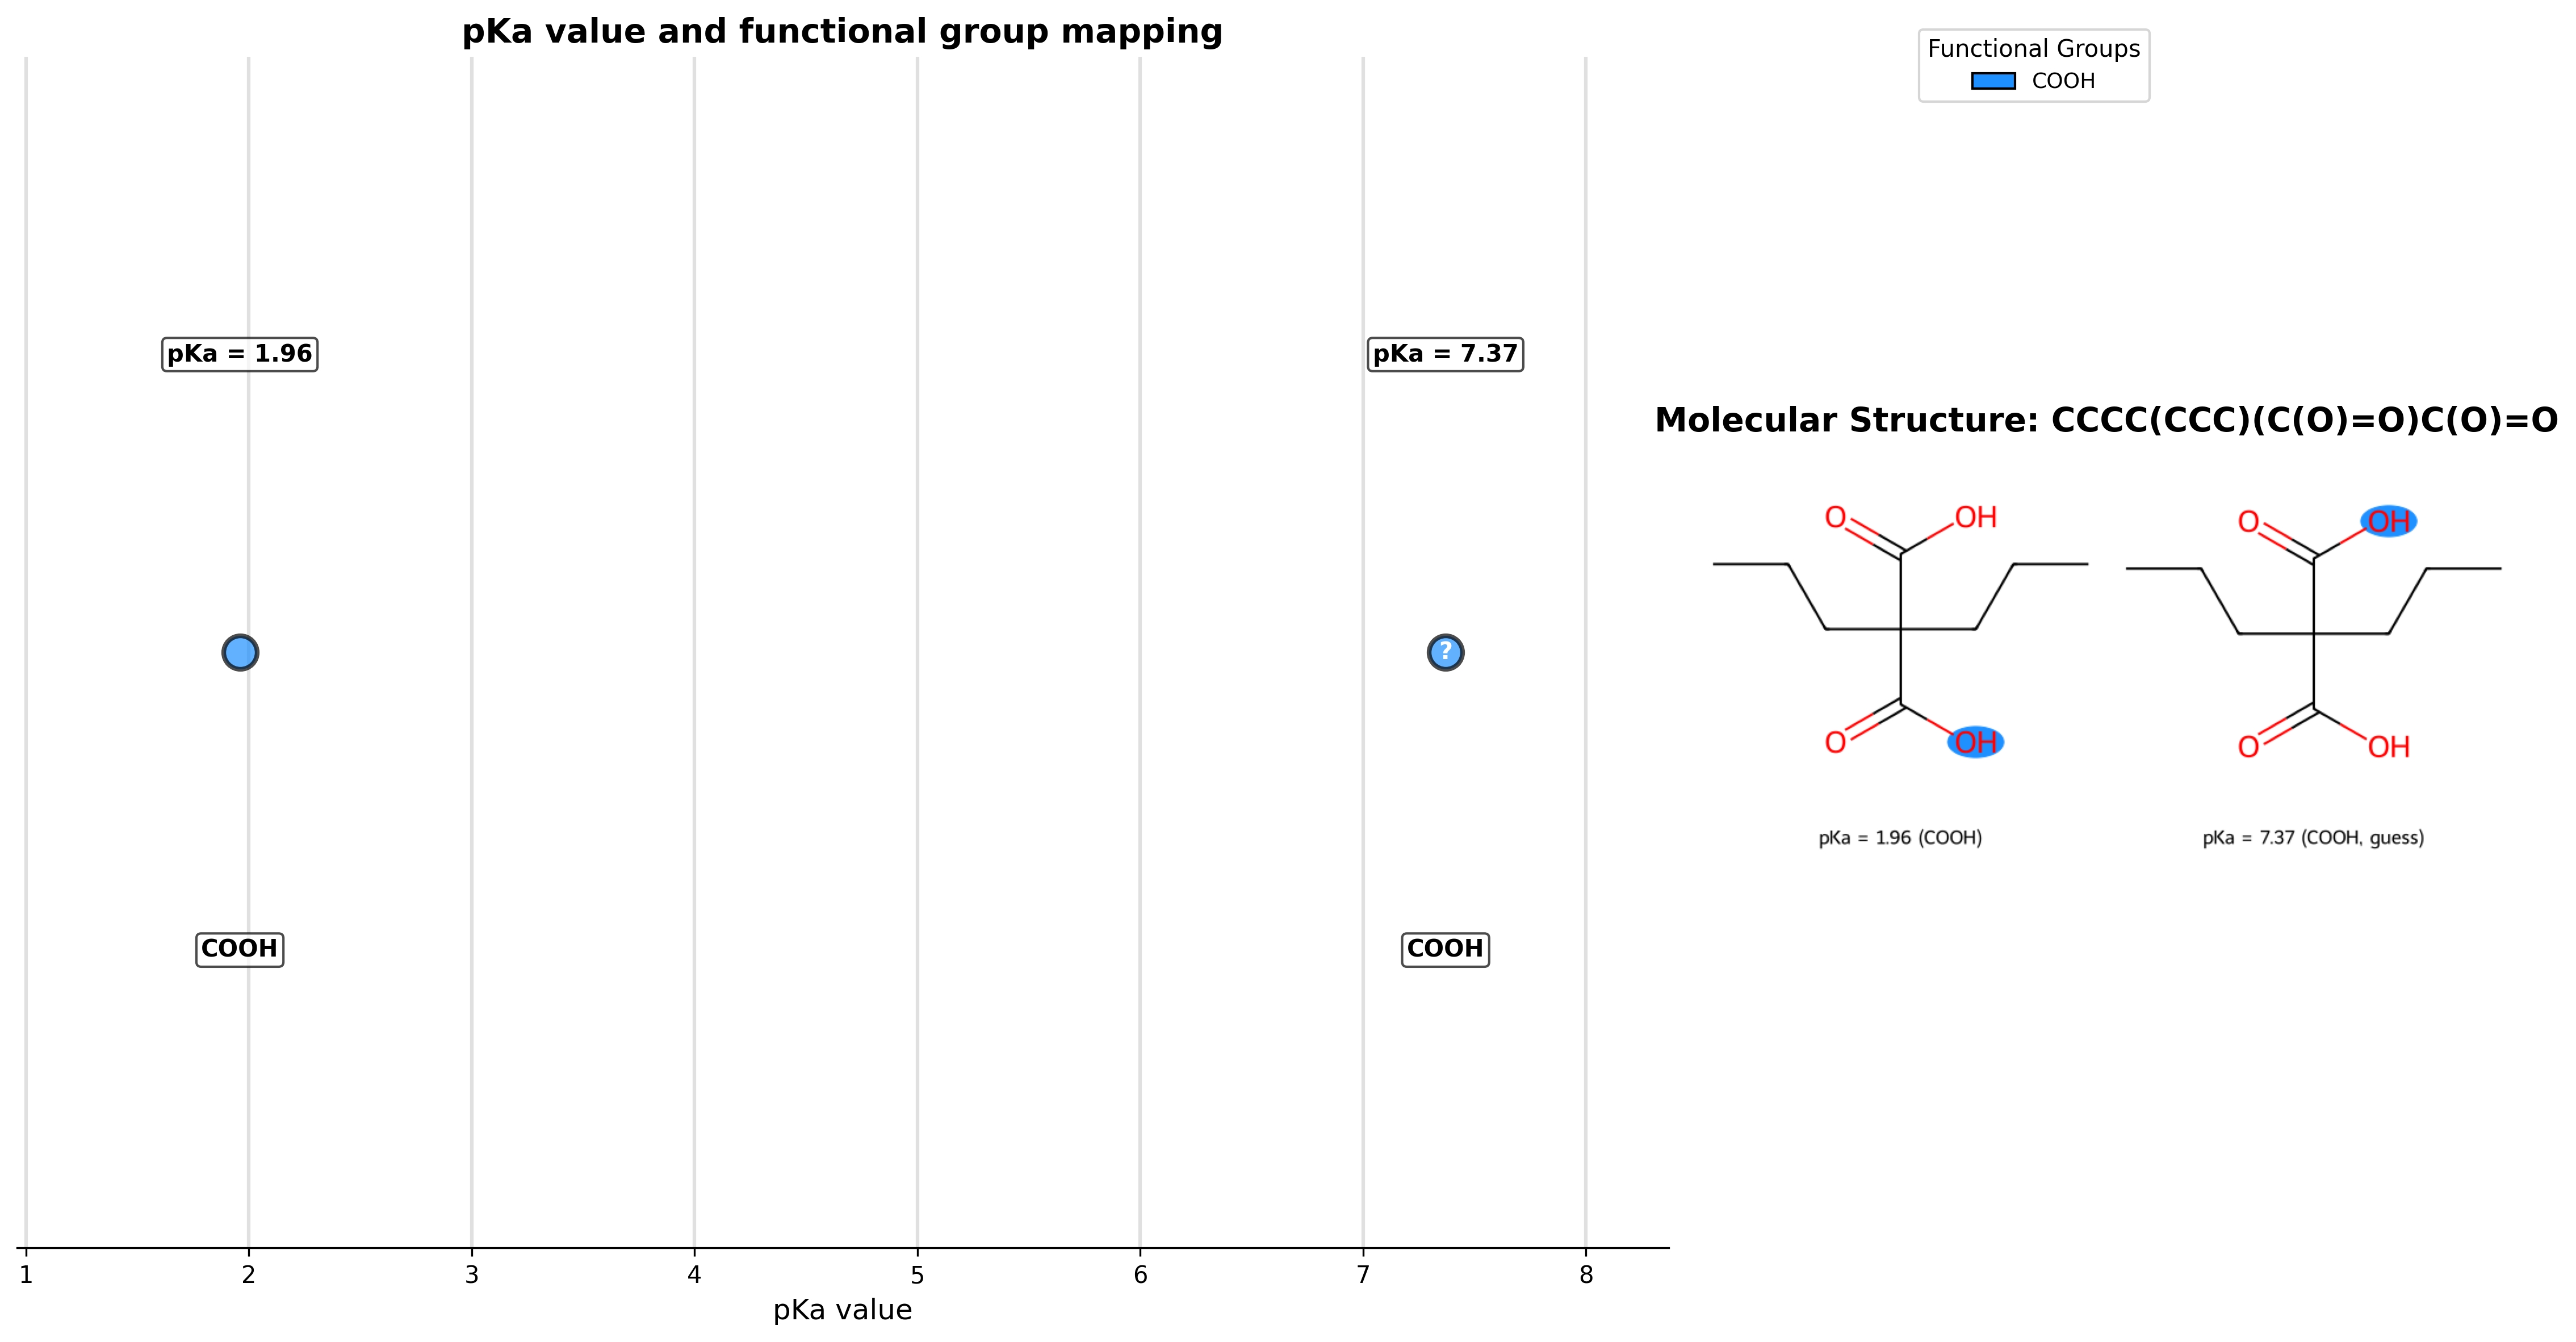 pKa value and functional group mapping
Functional Groups
COOH
pKa = 1.96
pKa = 7.37
Molecular Structure: CCCC(CCC)(C(O)=O)C(O)=O
O
OH
O
OH
?
O
OH
O
OH
pKa = 1.96 (COOH)
pKa = 7.37 (COOH, guess)
COOH
COOH
1
2
3
4
5
6
7
8
pKa value